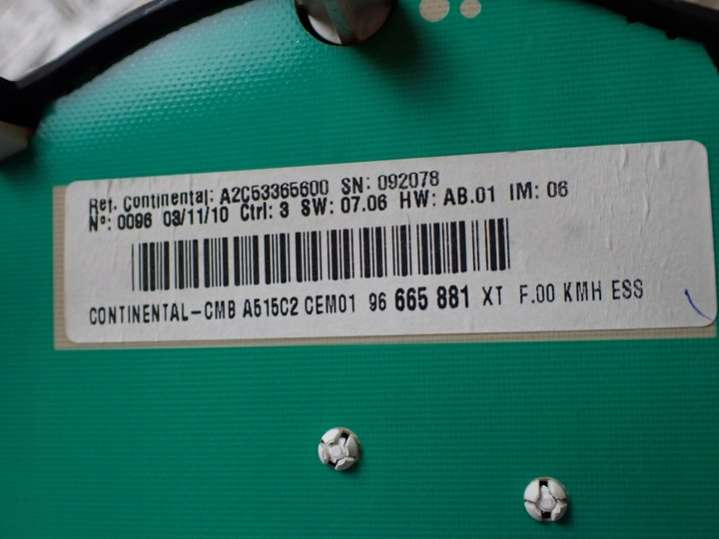 Ref. Continental: A2C53365600 SN: 092078
N°: 0096 03/11/10 Ctrl: 3 SW: 07.06 HW: AB.01 IM: 06
CONTINENTAL-CMB A515C2 CEM01 96 665 881 XT F.00 KMH ESS